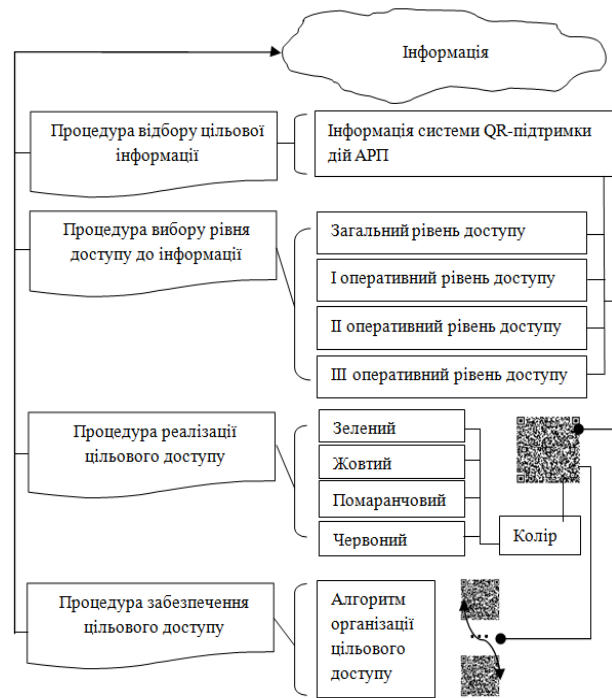 Інформація
Процедура відбору цільової
інформації
Інформація системи QR-підтримки
дій АРП
Процедура вибору рівня
доступу до інформації
Загальний рівень доступу
І оперативний рівень доступу
ІІ оперативний рівень доступу
ІІІ оперативний рівень доступу
Процедура реалізації
цільового доступу
Зелений
Жовтий
Помаранчовий
Червоний
Колір
Процедура забезпечення
цільового доступу
Алгоритм
організації
цільового
доступу
...